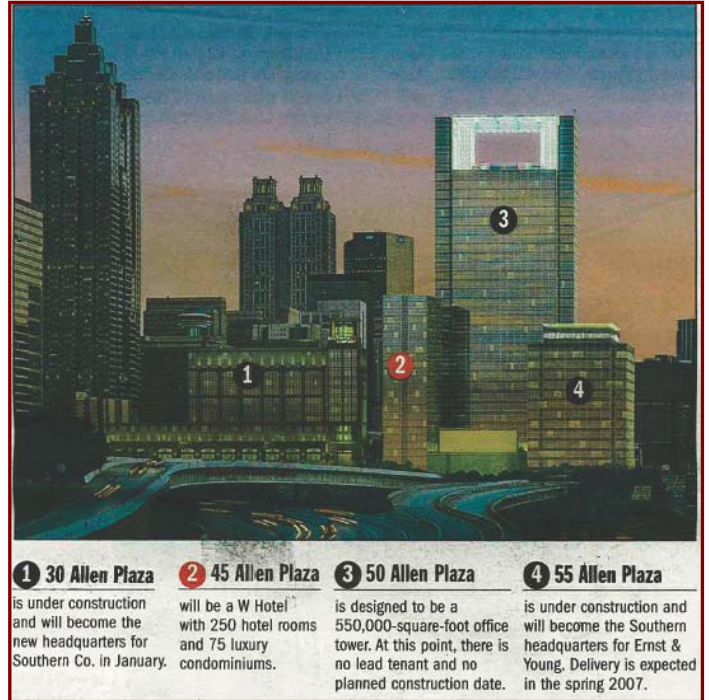 1
2
3
4
1 30 Allen Plaza
is under construction
and will become the
new headquarters for
Southern Co. in January.
2 45 Allen Plaza
will be a W Hotel
with 250 hotel rooms
and 75 luxury
condominiums.
3 50 Allen Plaza
is designed to be a
550,000-square-foot office
tower. At this point, there is
no lead tenant and no
planned construction date.
4 55 Allen Plaza
is under construction and
will become the Southern
headquarters for Ernst &
Young. Delivery is expected
in the spring 2007.